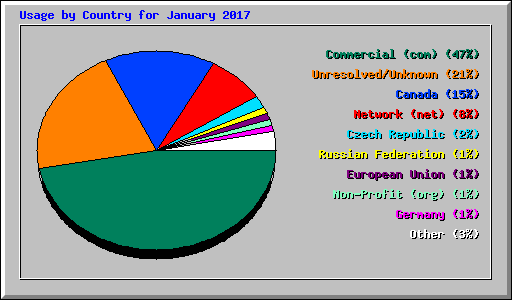 Usage by Country for January 2017
Commercial (com) (47%)
Unresolved/Unknown (21%)
Canada (15%)
Network (net) (8%)
Czech Republic (2%)
Russian Federation (1%)
European Union (1%)
Non-Profit (org) (1%)
Germany (1%)
Other (3%)